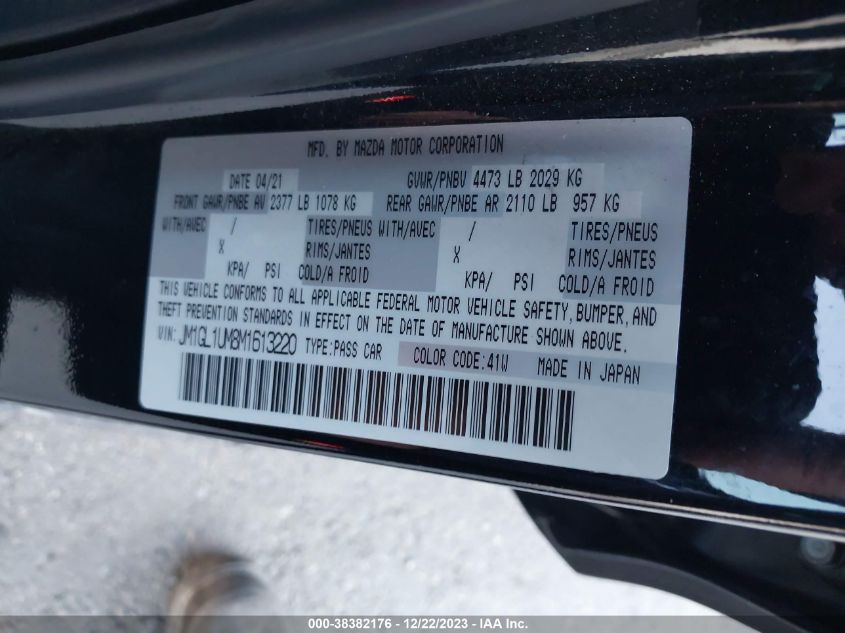 MFD. BY MAZDA MOTOR CORPORATION
DATE 04/21 GVWR/PNBV 4473 LB 2029 KG
FRONT GAWR/PNBE AV 2377 LB 1078 KG REAR GAWR/PNBE AR 2110 LB 957 KG
WITH/AVEC / TIRES/PNEUS WITH/AVEC / TIRES/PNEUS
X RIMS/JANTES X RIMS/JANTES
KPA/ PSI COLD/A FROID KPA/ PSI COLD/A FROID
THIS VEHICLE CONFORMS TO ALL APPLICABLE FEDERAL MOTOR VEHICLE SAFETY, BUMPER, AND
THEFT PREVENTION STANDARDS IN EFFECT ON THE DATE OF MANUFACTURE SHOWN ABOVE.
VIN: JM1GL1UM8M1613220 TYPE:PASS CAR COLOR CODE:41W MADE IN JAPAN
000-38382176 - 12/22/2023 - IAA Inc.